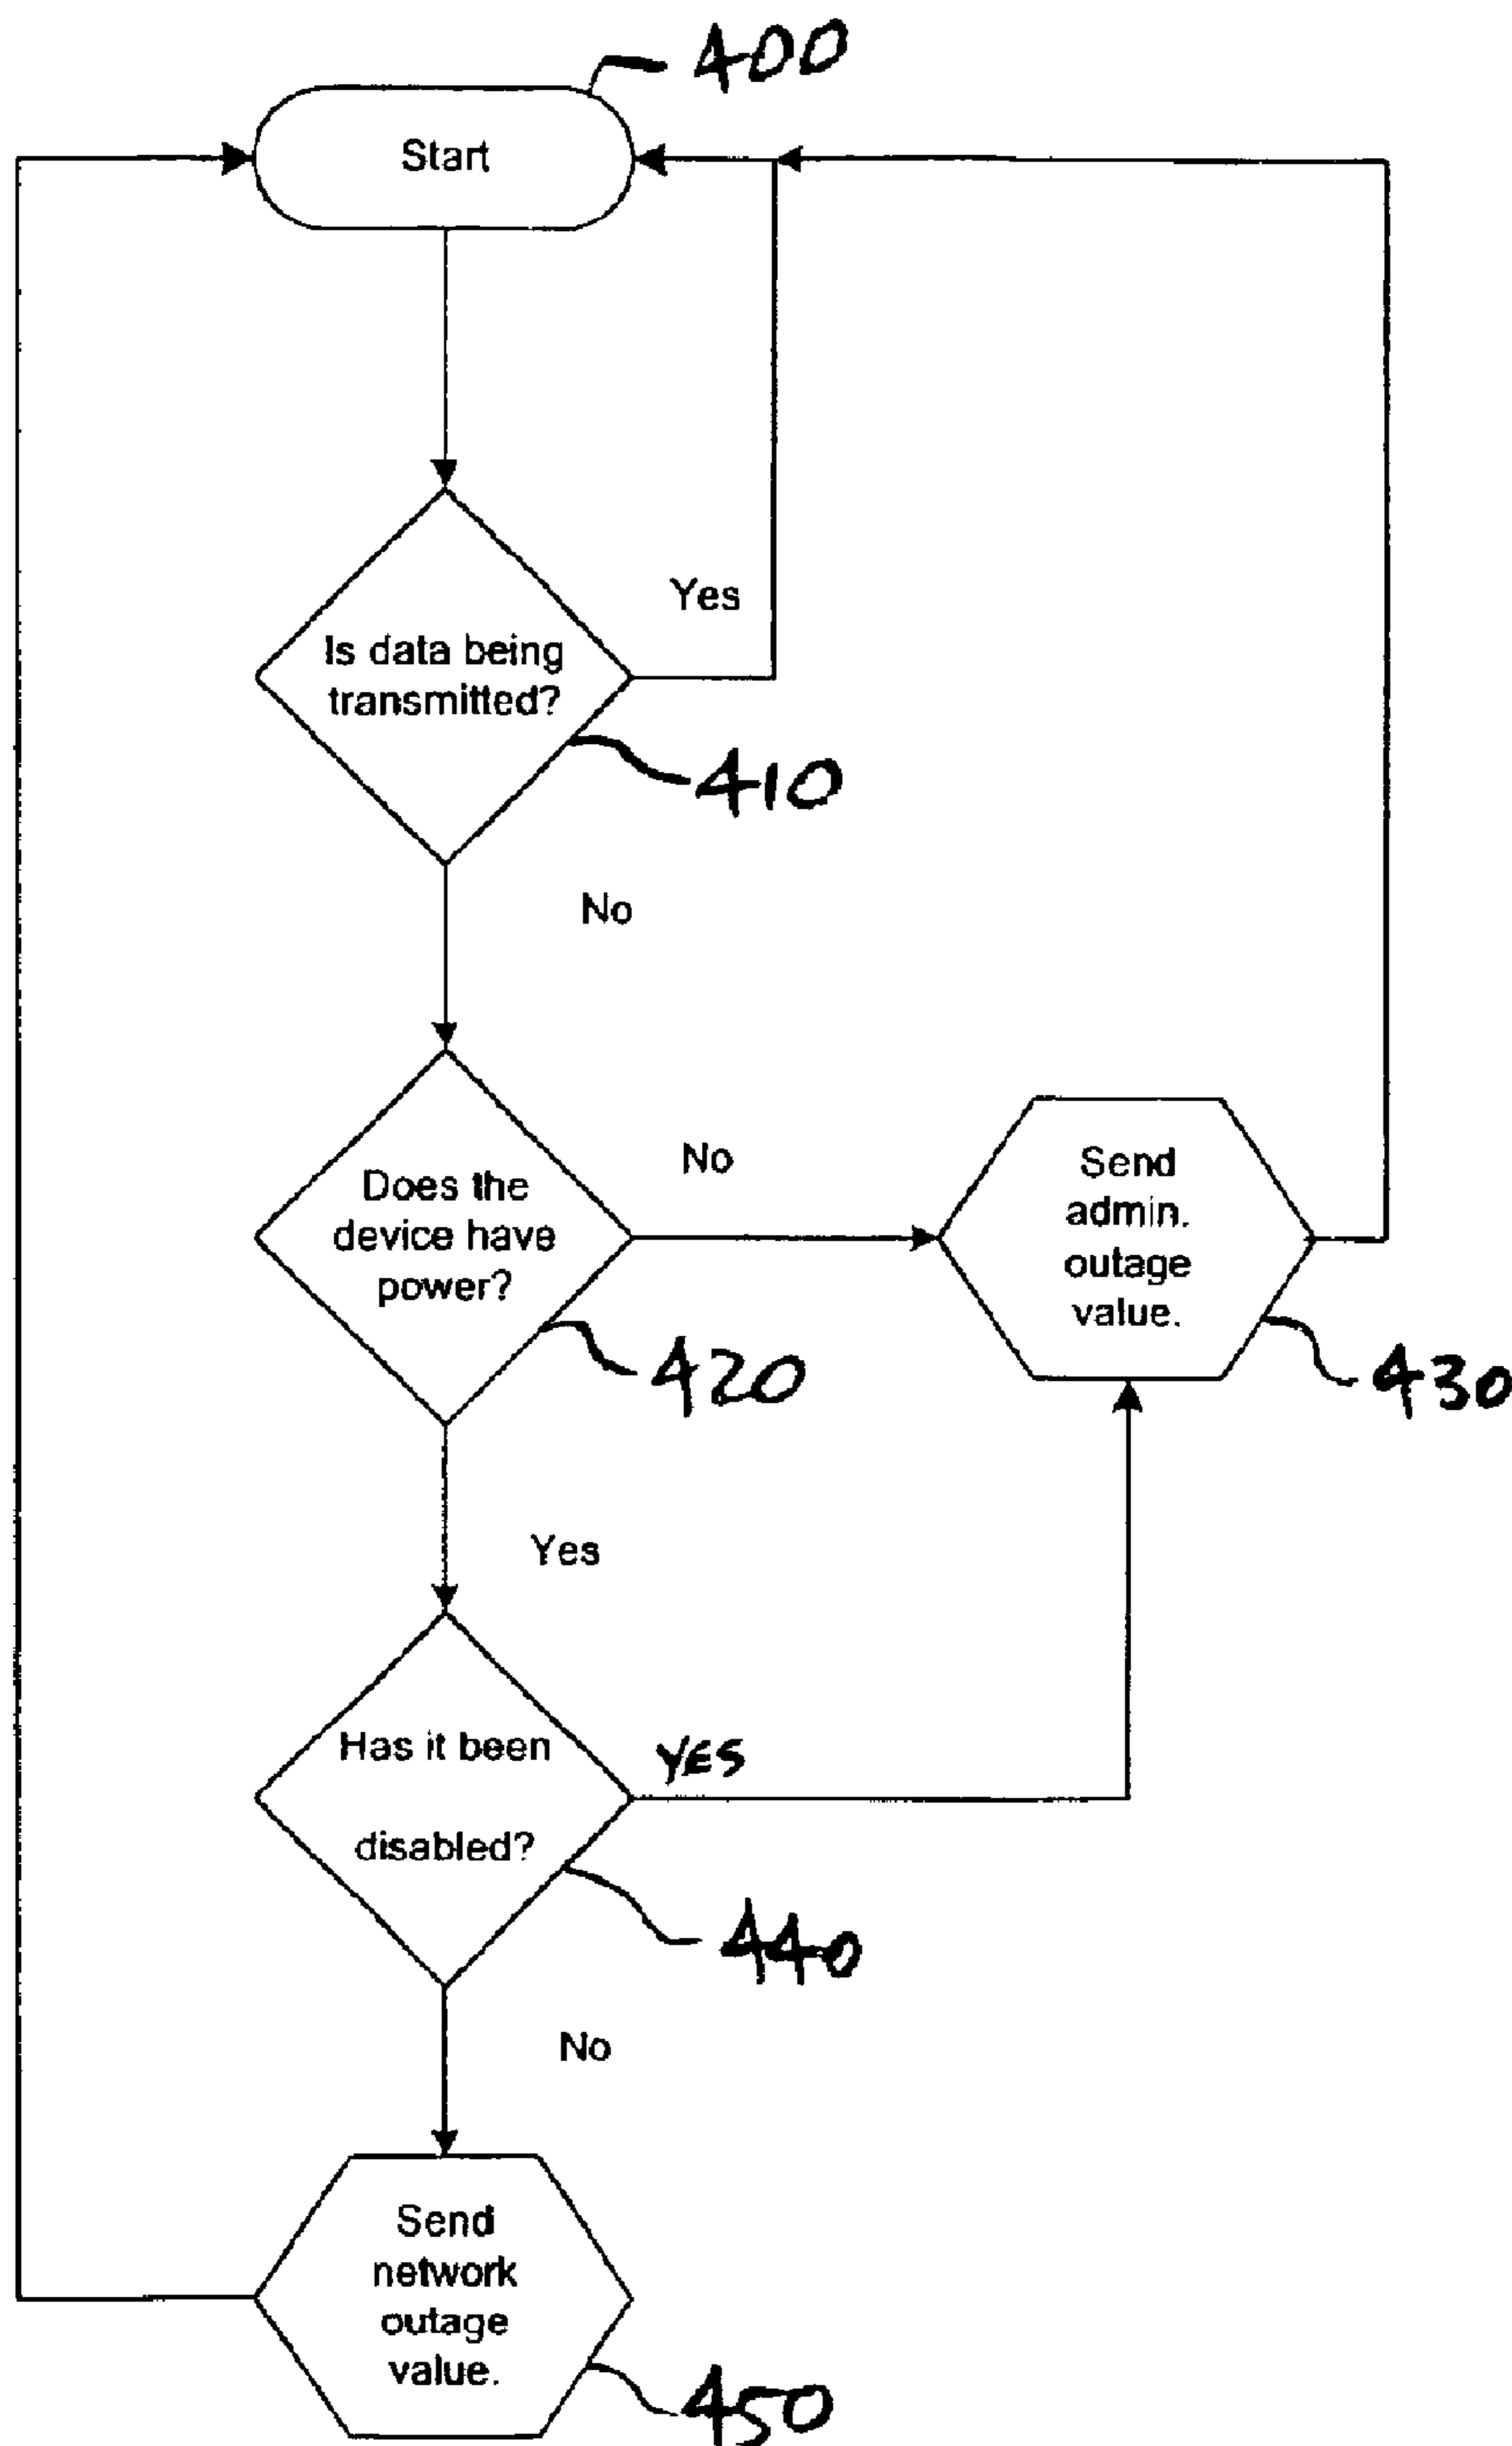 400
Start
Yes
Is data being
transmitted?
410
No
No
Does the
device have
power?
Send
admin.
outage
value.
420
430
Yes
Has it been
disabled?
YES
440
No
Send
network
outage
value.
450